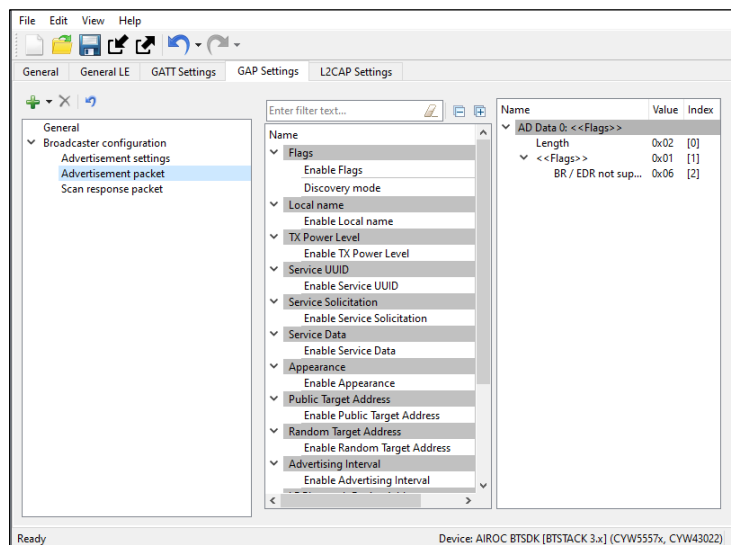 File Edit View Help
General General LE GATT Settings GAP Settings L2CAP Settings
General
Broadcaster configuration
Advertisement settings
Advertisement packet
Scan response packet
Enter filter text...
Name
Flags
Enable Flags
Discovery mode
Local name
Enable Local name
TX Power Level
Enable TX Power Level
Service UUID
Enable Service UUID
Service Solicitation
Enable Service Solicitation
Service Data
Enable Service Data
Appearance
Enable Appearance
Public Target Address
Enable Public Target Address
Random Target Address
Enable Random Target Address
Advertising Interval
Enable Advertising Interval
Name Value Index
AD Data 0: <<Flags>>
Length 0x02 [0]
<<Flags>> 0x01 [1]
BR / EDR not sup... 0x06 [2]
Ready Device: AIROC BTSDK [BTSTACK 3.x] (CYW5557x, CYW43022)